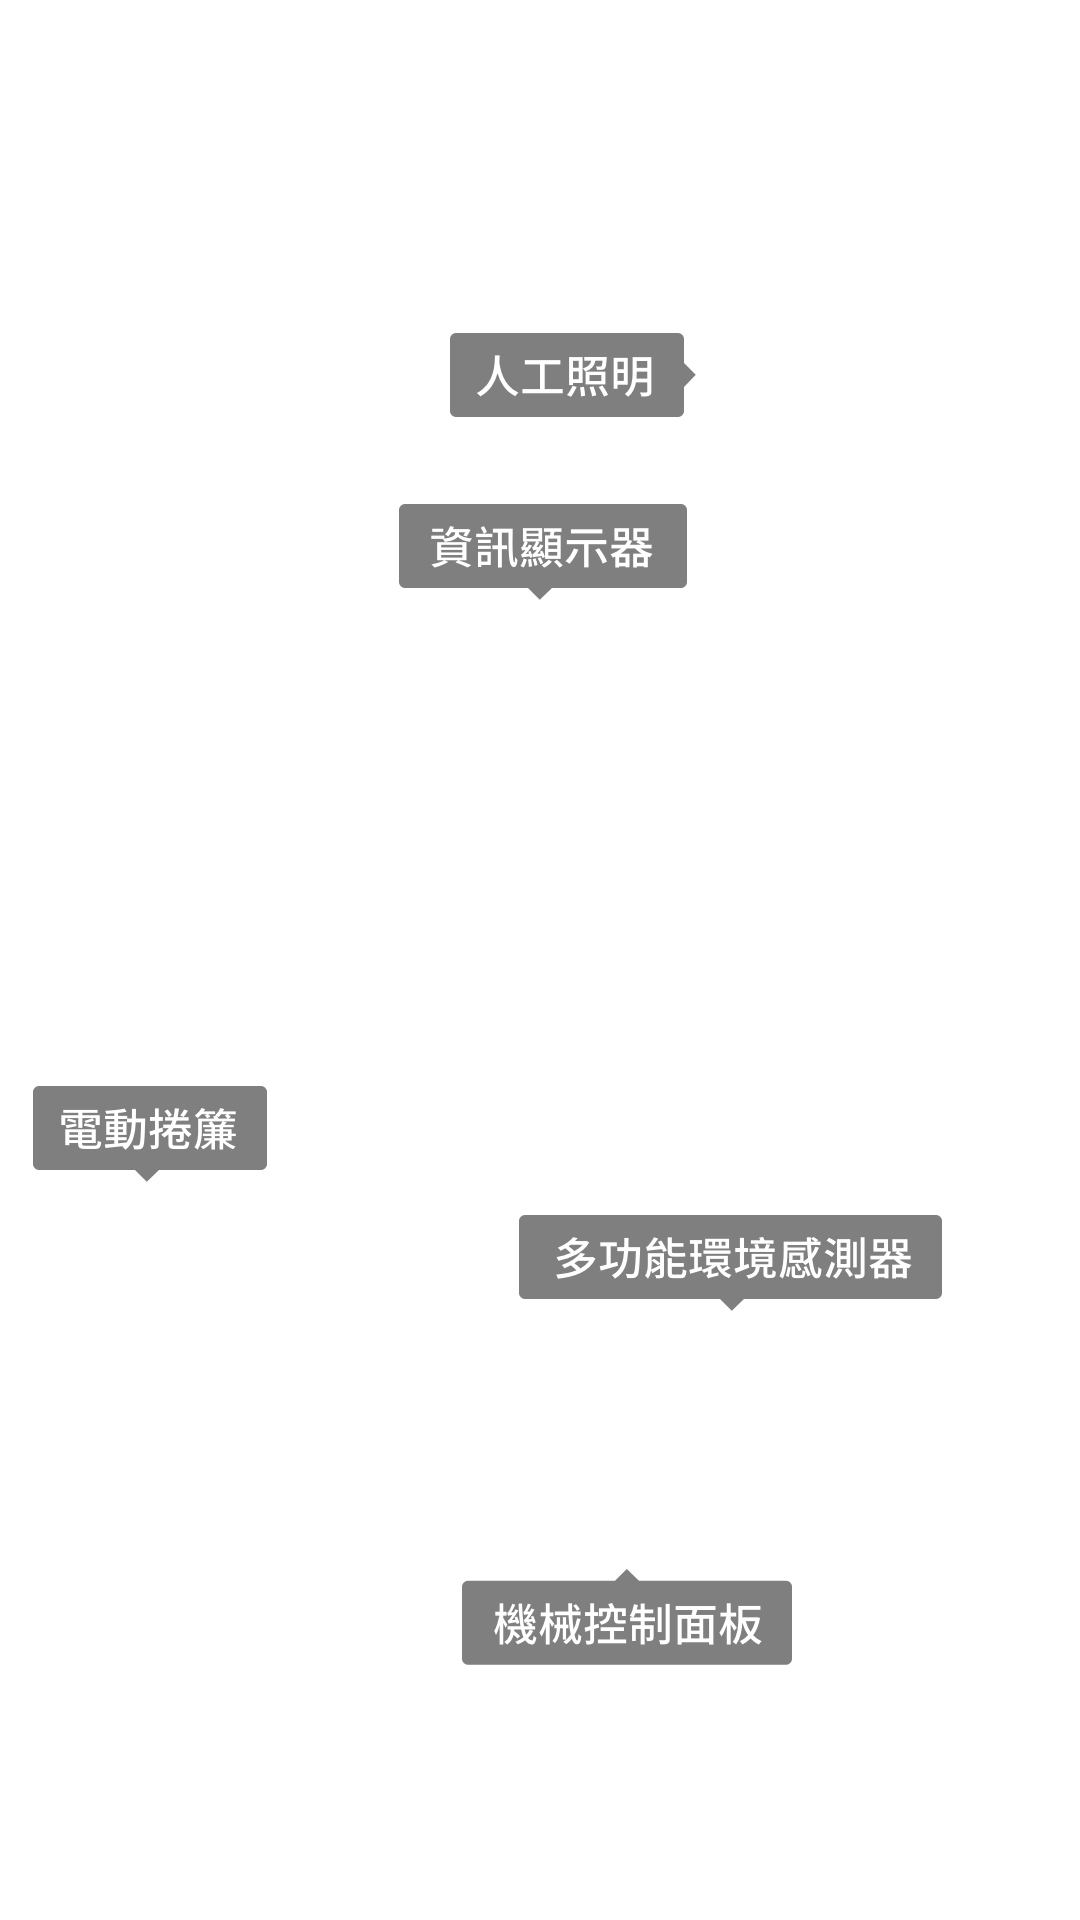 人工照明
資訊顯示器
電動捲簾
多功能環境感測器
機械控制面板